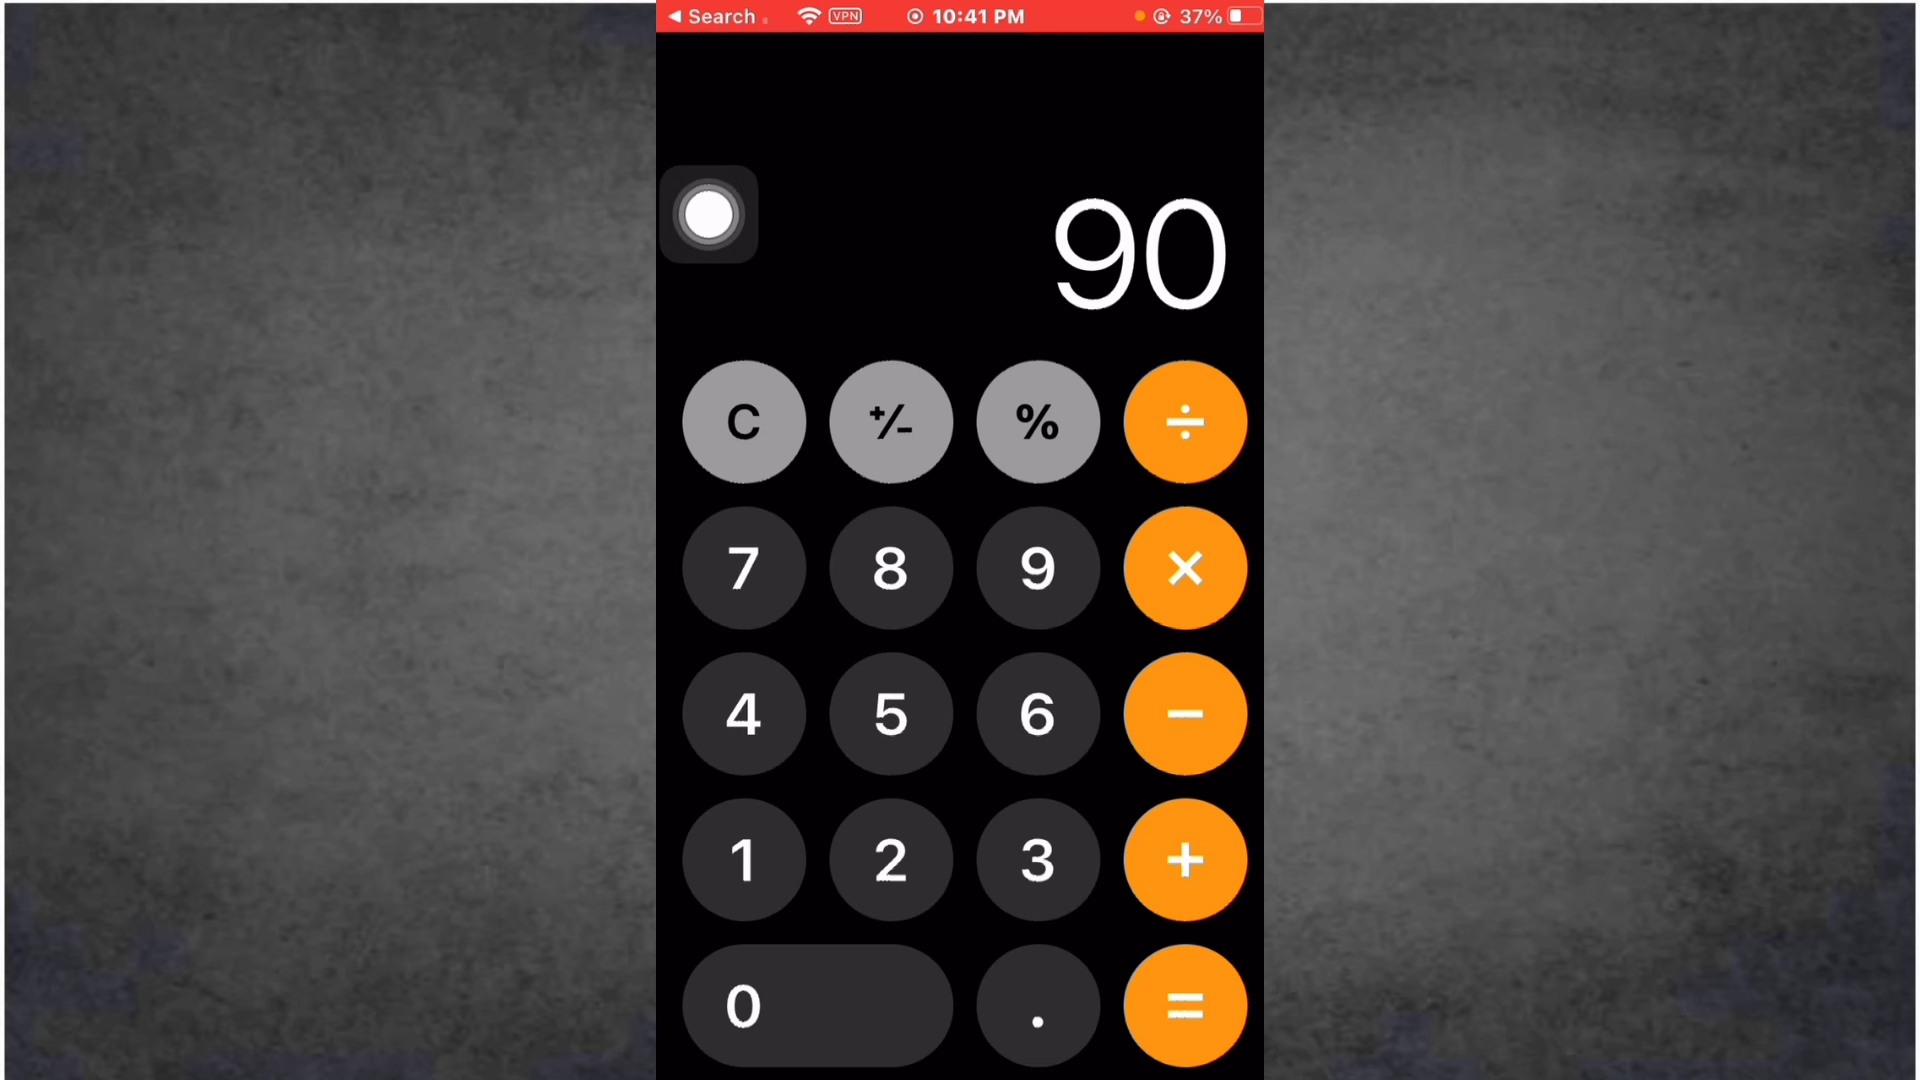 ◀ Search VPN 10:41 PM 37%
90
C ⁺∕₋ % ÷
7 8 9 ×
4 5 6 −
1 2 3 +
0 . =